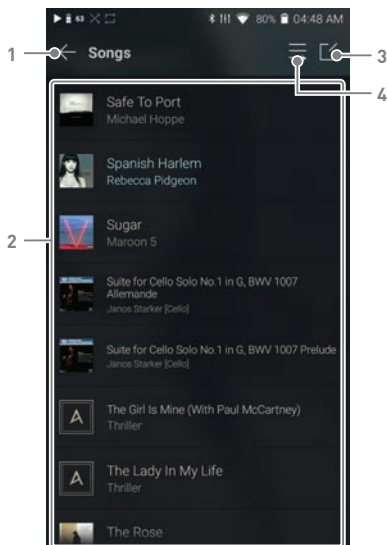 63 80% 04:48 AM
1 Songs 3
4
Safe To Port
Michael Hoppe
Spanish Harlem
Rebecca Pidgeon
2
Sugar
Maroon 5
Suite for Cello Solo No.1 in G, BWV 1007
Allemande
Janos Starker [Cello]
Suite for Cello Solo No.1 in G, BWV 1007 Prelude
Janos Starker [Cello]
The Girl Is Mine (With Paul McCartney)
Thriller
The Lady In My Life
Thriller
The Rose